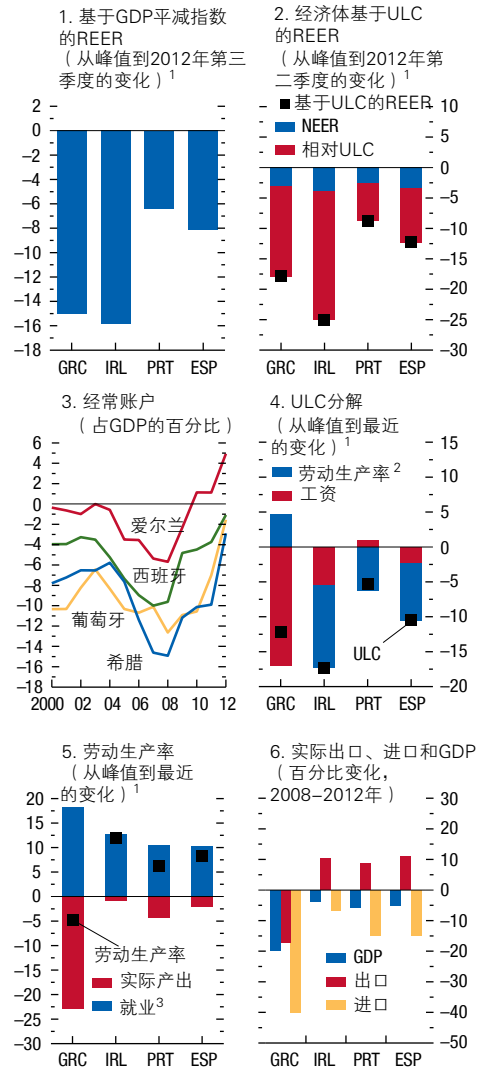 1. 基于GDP平减指数
的REER
（从峰值到2012年第三
季度的变化）1
2
0
–2
–4
–6
–8
–10
–12
–14
–16
–18
GRC IRL PRT ESP
2. 经济体基于ULC
的REER
（从峰值到2012年第
二季度的变化）1
基于ULC的REER
NEER
相对ULC
10
5
0
–5
–10
–15
–20
–25
–30
GRC IRL PRT ESP
3. 经常账户
（占GDP的百分比）
6
4
2
0
–2
–4
–6
–8
–10
–12
–14
–16
–18
爱尔兰
西班牙
葡萄牙
希腊
2000 02 04 06 08 10 12
4. ULC分解
（从峰值到最近
的变化）1
劳动生产率2
工资
15
10
5
0
–5
–10
–15
–20
ULC
GRC IRL PRT ESP
5. 劳动生产率
（从峰值到最近
的变化）1
20
15
10
5
0
–5
–10
–15
–20
–25
–30
劳动生产率
实际产出
就业3
GRC IRL PRT ESP
6. 实际出口、进口和GDP
（百分比变化，
2008–2012年）
30
20
10
0
–10
–20
–30
–40
–50
GDP
出口
进口
GRC IRL PRT ESP